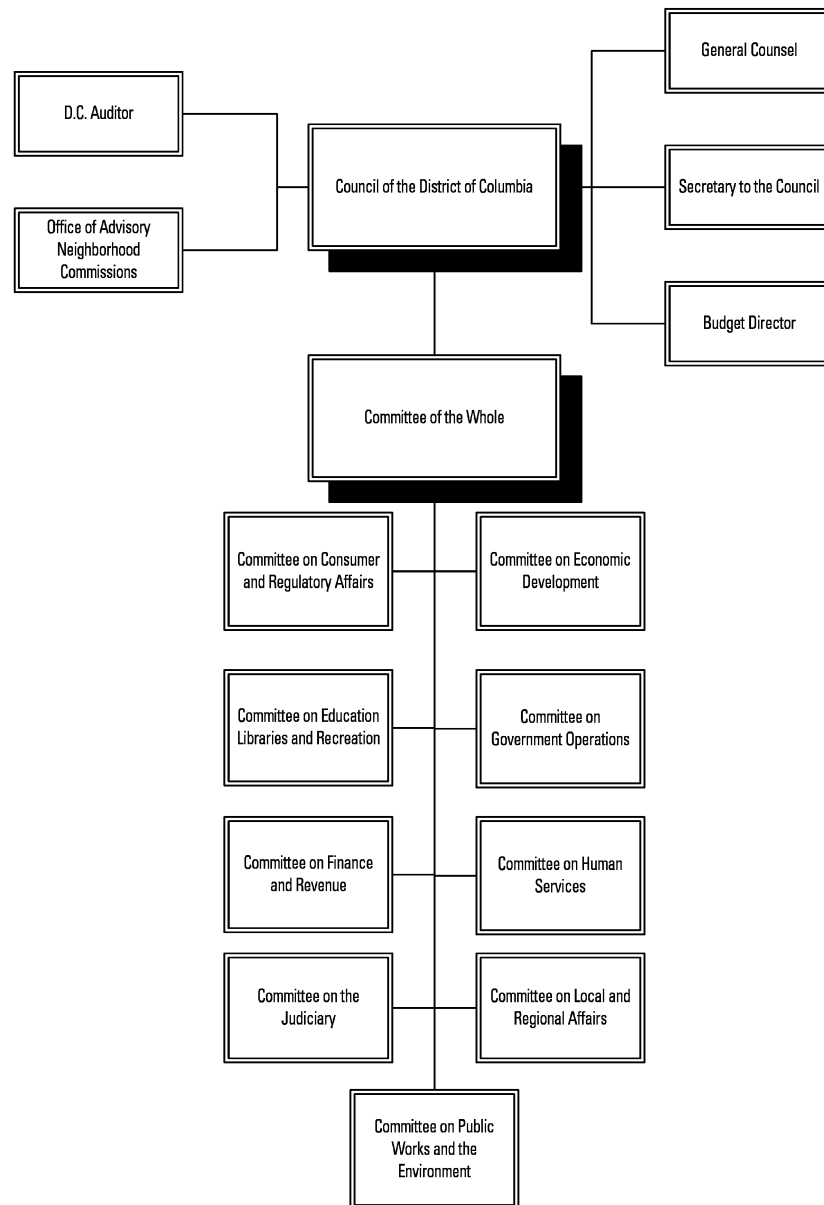 General Counsel
D.C. Auditor
Council of the District of Columbia
Secretary to the Council
Office of Advisory
Neighborhood
Commissions
Budget Director
Committee of the Whole
Committee on Consumer
and Regulatory Affairs
Committee on Economic
Development
Committee on Education
Libraries and Recreation
Committee on
Government Operations
Committee on Finance
and Revenue
Committee on Human
Services
Committee on the
Judiciary
Committee on Local and
Regional Affairs
Committee on Public
Works and the
Environment